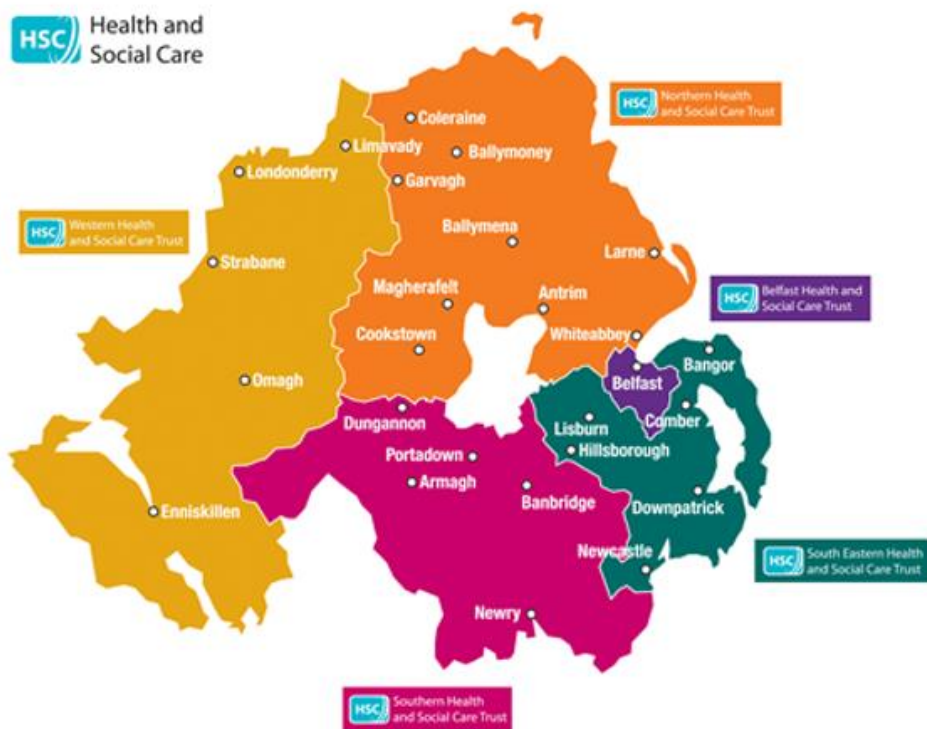 HSC
Health and
Social Care
HSC
Northern Health
and Social Care Trust
Coleraine
Limavady
Ballymoney
Londonderry
Garvagh
HSC
Western Health
and Social Care Trust
Ballymena
Larne
Strabane
HSC
Belfast Health and
Social Care Trust
Magherafelt
Antrim
Cookstown
Whiteabbey
Bangor
Belfast
Omagh
Dungannon
Comber
Lisburn
Hillsborough
Portadown
Armagh
Banbridge
Downpatrick
Enniskillen
Newcastle
HSC
South Eastern Health
and Social Care Trust
Newry
HSC
Southern Health
and Social Care Trust